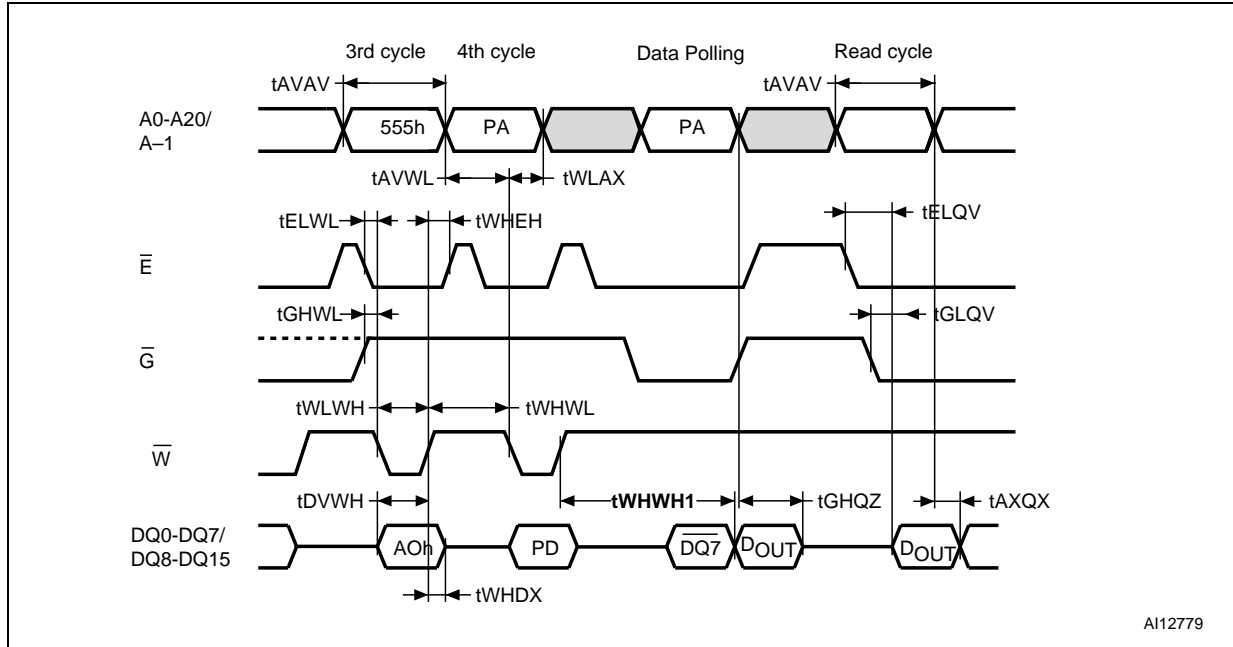 3rd cycle 4th cycle Data Polling Read cycle
tAVAV tAVAV
A0-A20/
A–1
555h PA PA
tAVWL tWLAX
tELWL tWHEH tELQV
E
tGHWL tGLQV
G
tWLWH tWHWL
W
tDVWH tWHWH1 tGHQZ tAXQX
DQ0-DQ7/
DQ8-DQ15
AOh PD DQ7 DOUT DOUT
tWHDX
AI12779